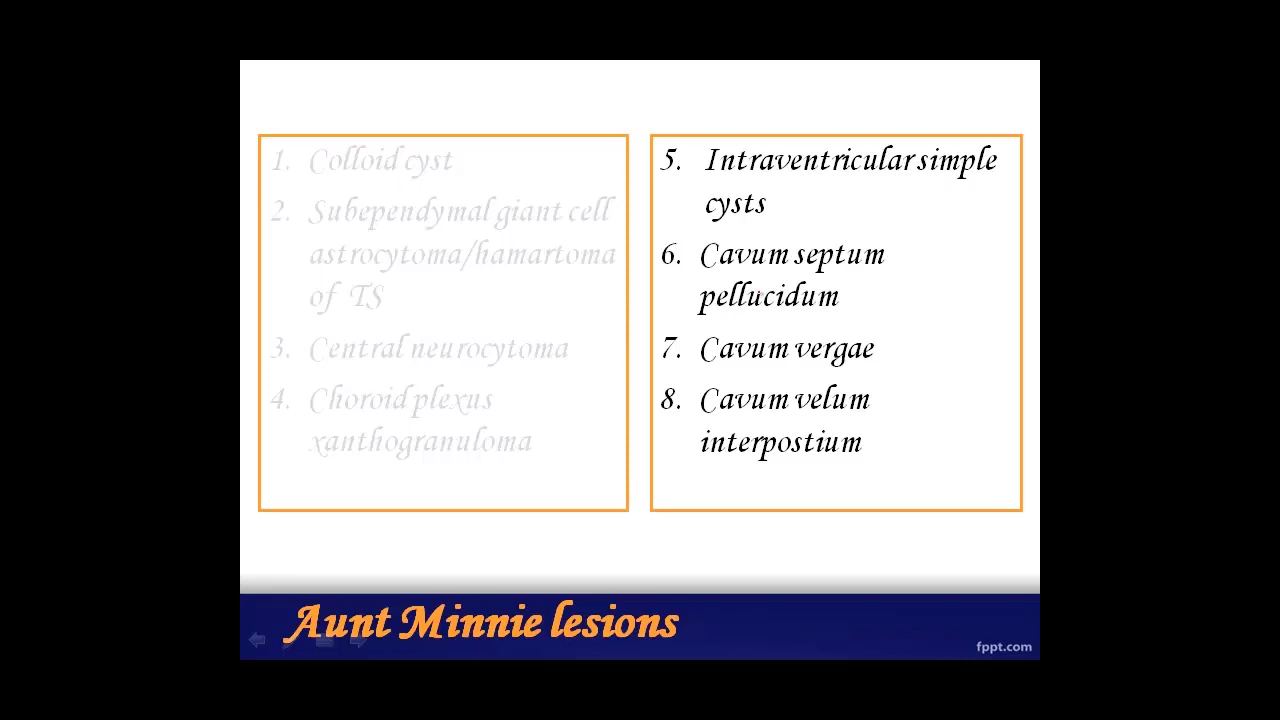 1. Colloid cyst
2. Subependymal giant cell
astrocytoma/hamartoma
of TS
3. Central neurocytoma
4. Choroid plexus
xanthogranuloma
5. Intraventricular simple
cysts
6. Cavum septum
pellucidum
7. Cavum vergae
8. Cavum velum
interpostium
Aunt Minnie lesions
fppt.com